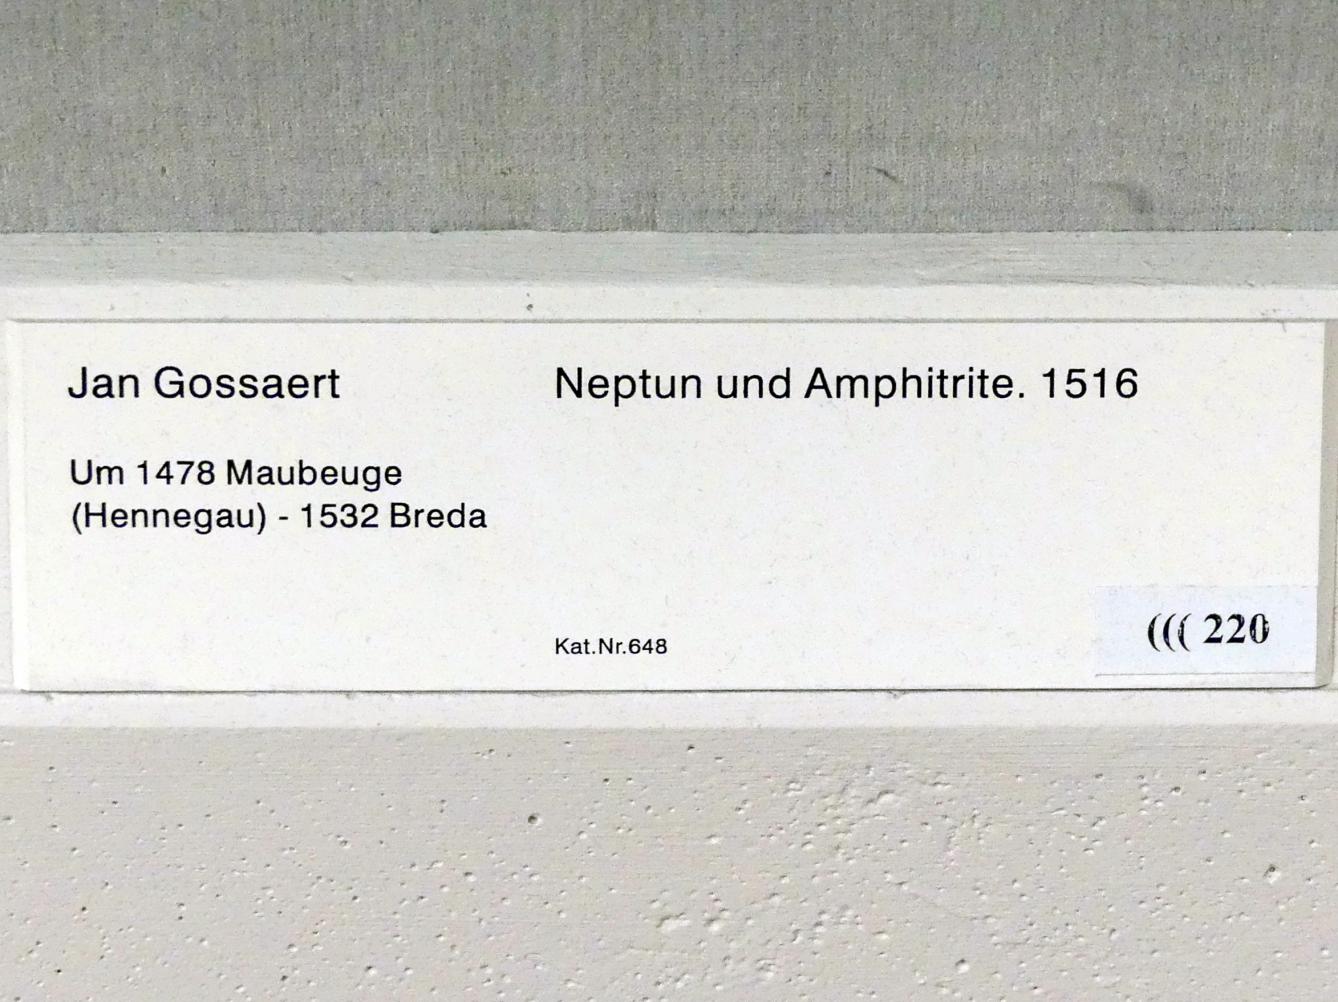 Jan Gossaert
Um 1478 Maubeuge
(Hennegau) - 1532 Breda
Neptun und Amphitrite. 1516
Kat.Nr.648
((( 220